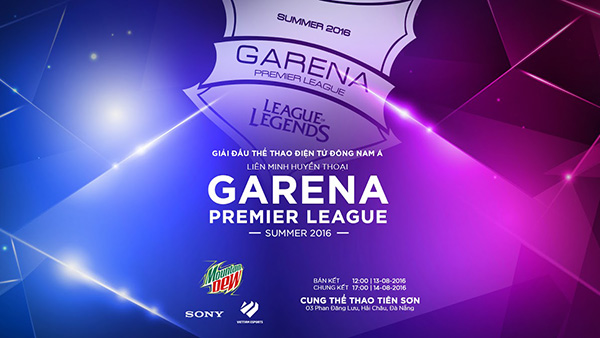 SUMMER 2016
GARENA
PREMIER LEAGUE
LEAGUE OF
LEGENDS
GIẢI ĐẤU THỂ THAO ĐIỆN TỬ ĐÔNG NAM Á
LIÊN MINH HUYỀN THOẠI
GARENA
PREMIER LEAGUE
— SUMMER 2016 —
Mountain
DEW
SONY
VIETNAM ESPORTS
BÁN KẾT 12:00 | 13-08-2016
CHUNG KẾT 17:00 | 14-08-2016
CUNG THỂ THAO TIÊN SƠN
03 Phan Đăng Lưu, Hải Châu, Đà Nẵng